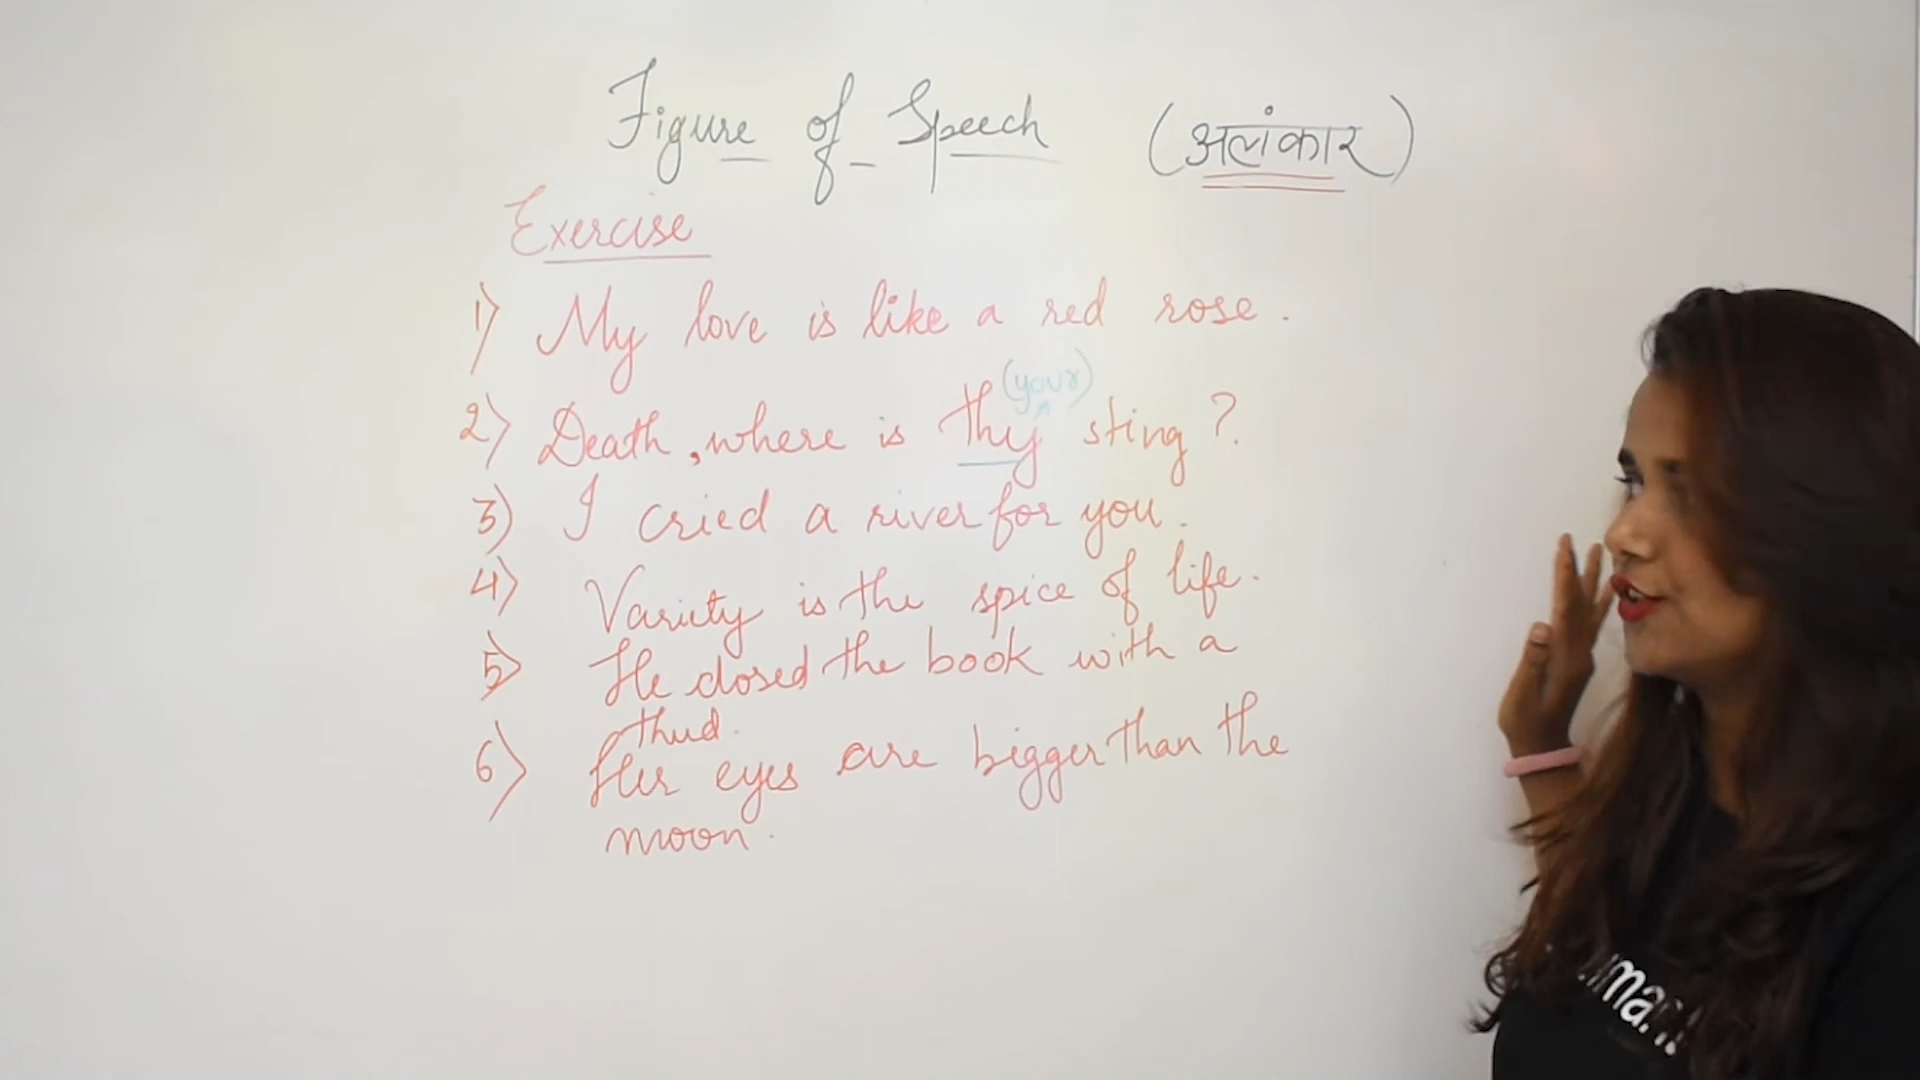 Figure of Speech (अलंकार)
Exercise
1) My love is like a red rose.
(your)
2) Death, where is thy sting?
3) I cried a river for you.
4) Variety is the spice of life.
5) He closed the book with a
thud.
6) Her eyes are bigger than the
moon.